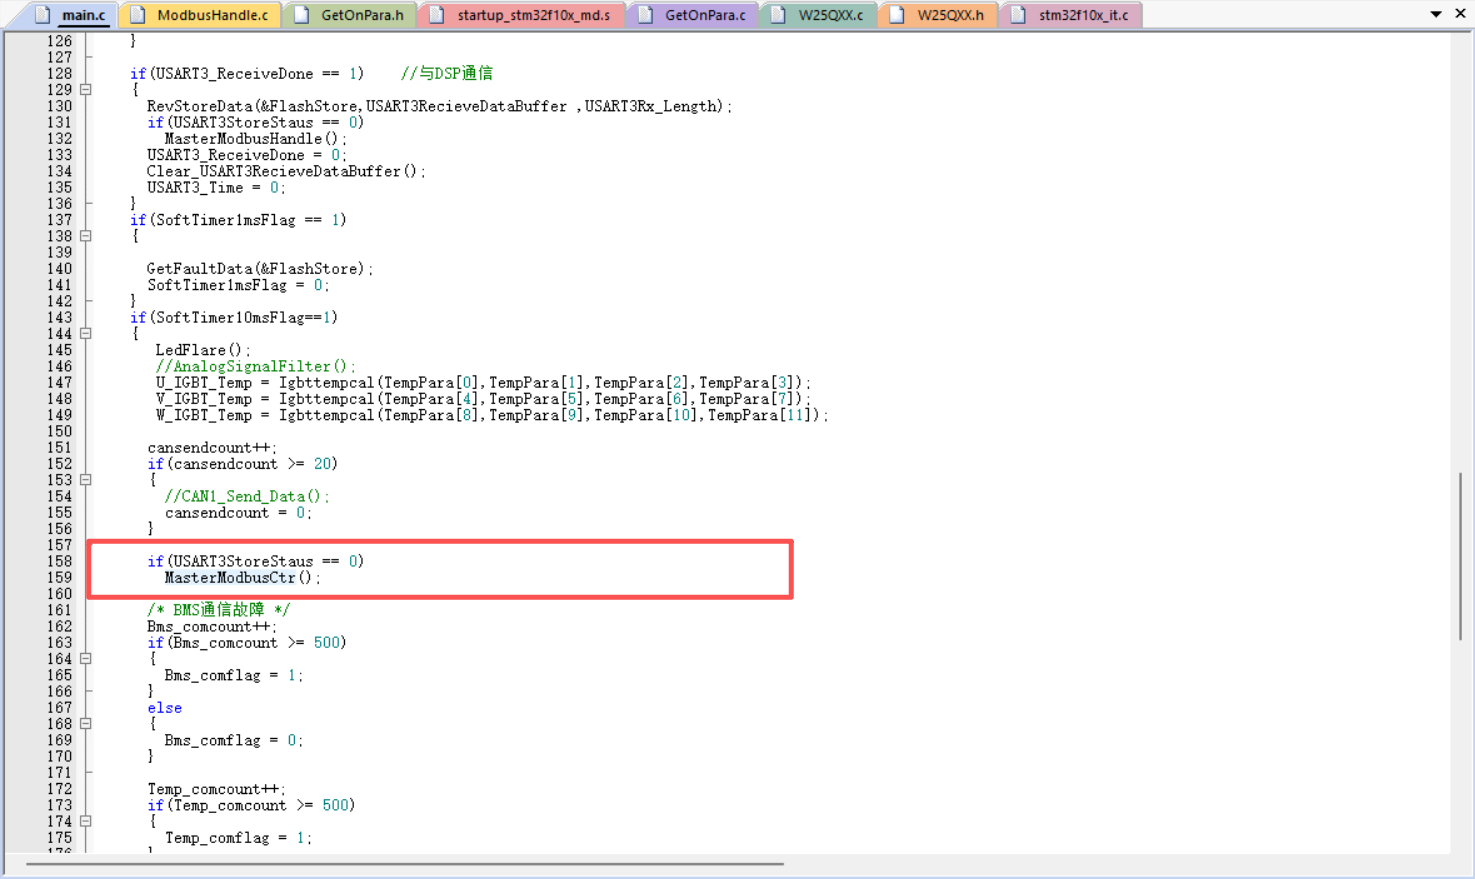 main.c ModbusHandle.c GetOnPara.h startup_stm32f10x_md.s GetOnPara.c W25QXX.c W25QXX.h stm32f10x_it.c
126 }
127
128 if(USART3_ReceiveDone == 1) //与DSP通信
129 {
130 RevStoreData(&FlashStore,USART3RecieveDataBuffer ,USART3Rx_Length);
131 if(USART3StoreStaus == 0)
132 MasterModbusHandle();
133 USART3_ReceiveDone = 0;
134 Clear_USART3RecieveDataBuffer();
135 USART3_Time = 0;
136 }
137 if(SoftTimer1msFlag == 1)
138 {
139
140 GetFaultData(&FlashStore);
141 SoftTimer1msFlag = 0;
142 }
143 if(SoftTimer10msFlag==1)
144 {
145 LedFlare();
146 //AnalogSignalFilter();
147 U_IGBT_Temp = Igbttempcal(TempPara[0],TempPara[1],TempPara[2],TempPara[3]);
148 V_IGBT_Temp = Igbttempcal(TempPara[4],TempPara[5],TempPara[6],TempPara[7]);
149 W_IGBT_Temp = Igbttempcal(TempPara[8],TempPara[9],TempPara[10],TempPara[11]);
150
151 cansendcount++;
152 if(cansendcount >= 20)
153 {
154 //CAN1_Send_Data();
155 cansendcount = 0;
156 }
157
158 if(USART3StoreStaus == 0)
159 MasterModbusCtr();
160
161 /* BMS通信故障 */
162 Bms_comcount++;
163 if(Bms_comcount >= 500)
164 {
165 Bms_comflag = 1;
166 }
167 else
168 {
169 Bms_comflag = 0;
170 }
171
172 Temp_comcount++;
173 if(Temp_comcount >= 500)
174 {
175 Temp_comflag = 1;
176 }